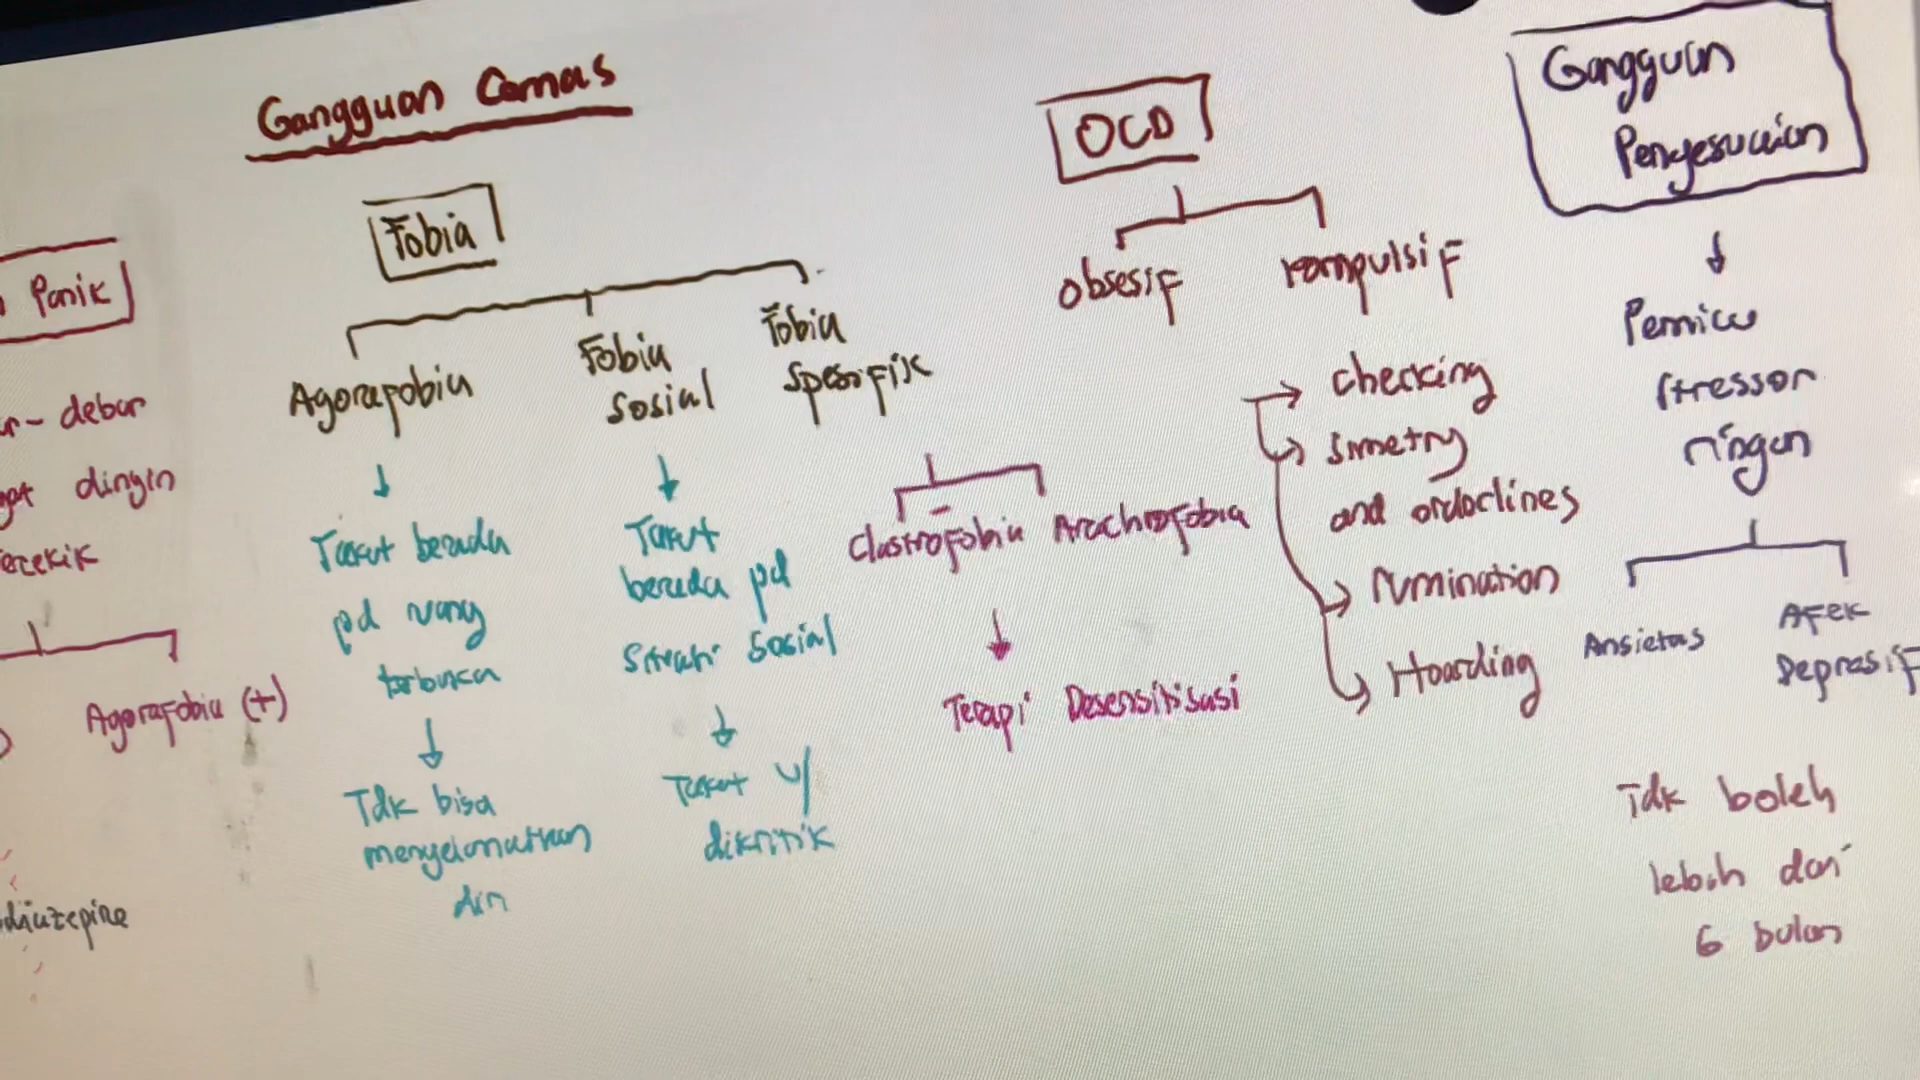 Gangguan Cemas
Panik
debar
dingin
Agorafobia (+)
Fobia
Agorafobia
Takut berada
pd ruang
terbuka
Tdk bisa
menyelamatkan
diri
Fobia
Sosial
Takut
berada pd
Situasi Sosial
Takut u/
dikritik
Fobia
Spesifik
Clastrofobia Arachnofobia
Terapi Desensitisasi
OCD
obsesif kompulsif
checking
simetry
and
rumination
Hoarding
Gangguan
Penyesuaian
Pemicu
stressor
ringan
Ansietas
Afek
Depresif
Tdk boleh
lebih dari
6 bulan